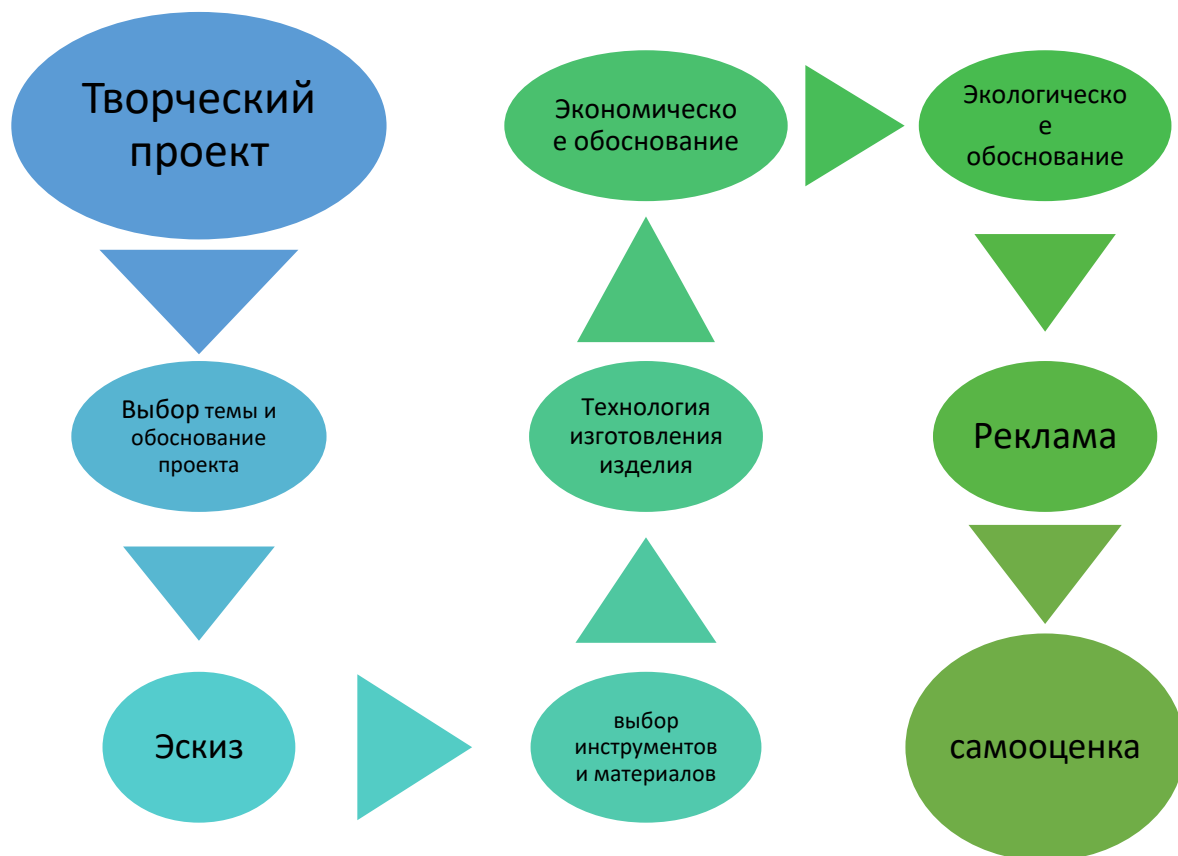 Творческий
проект
Выбор темы и
обоснование
проекта
Эскиз
выбор
инструментов
и материалов
Технология
изготовления
изделия
Экономическо
е обоснование
Экологическо
е
обоснование
Реклама
самооценка